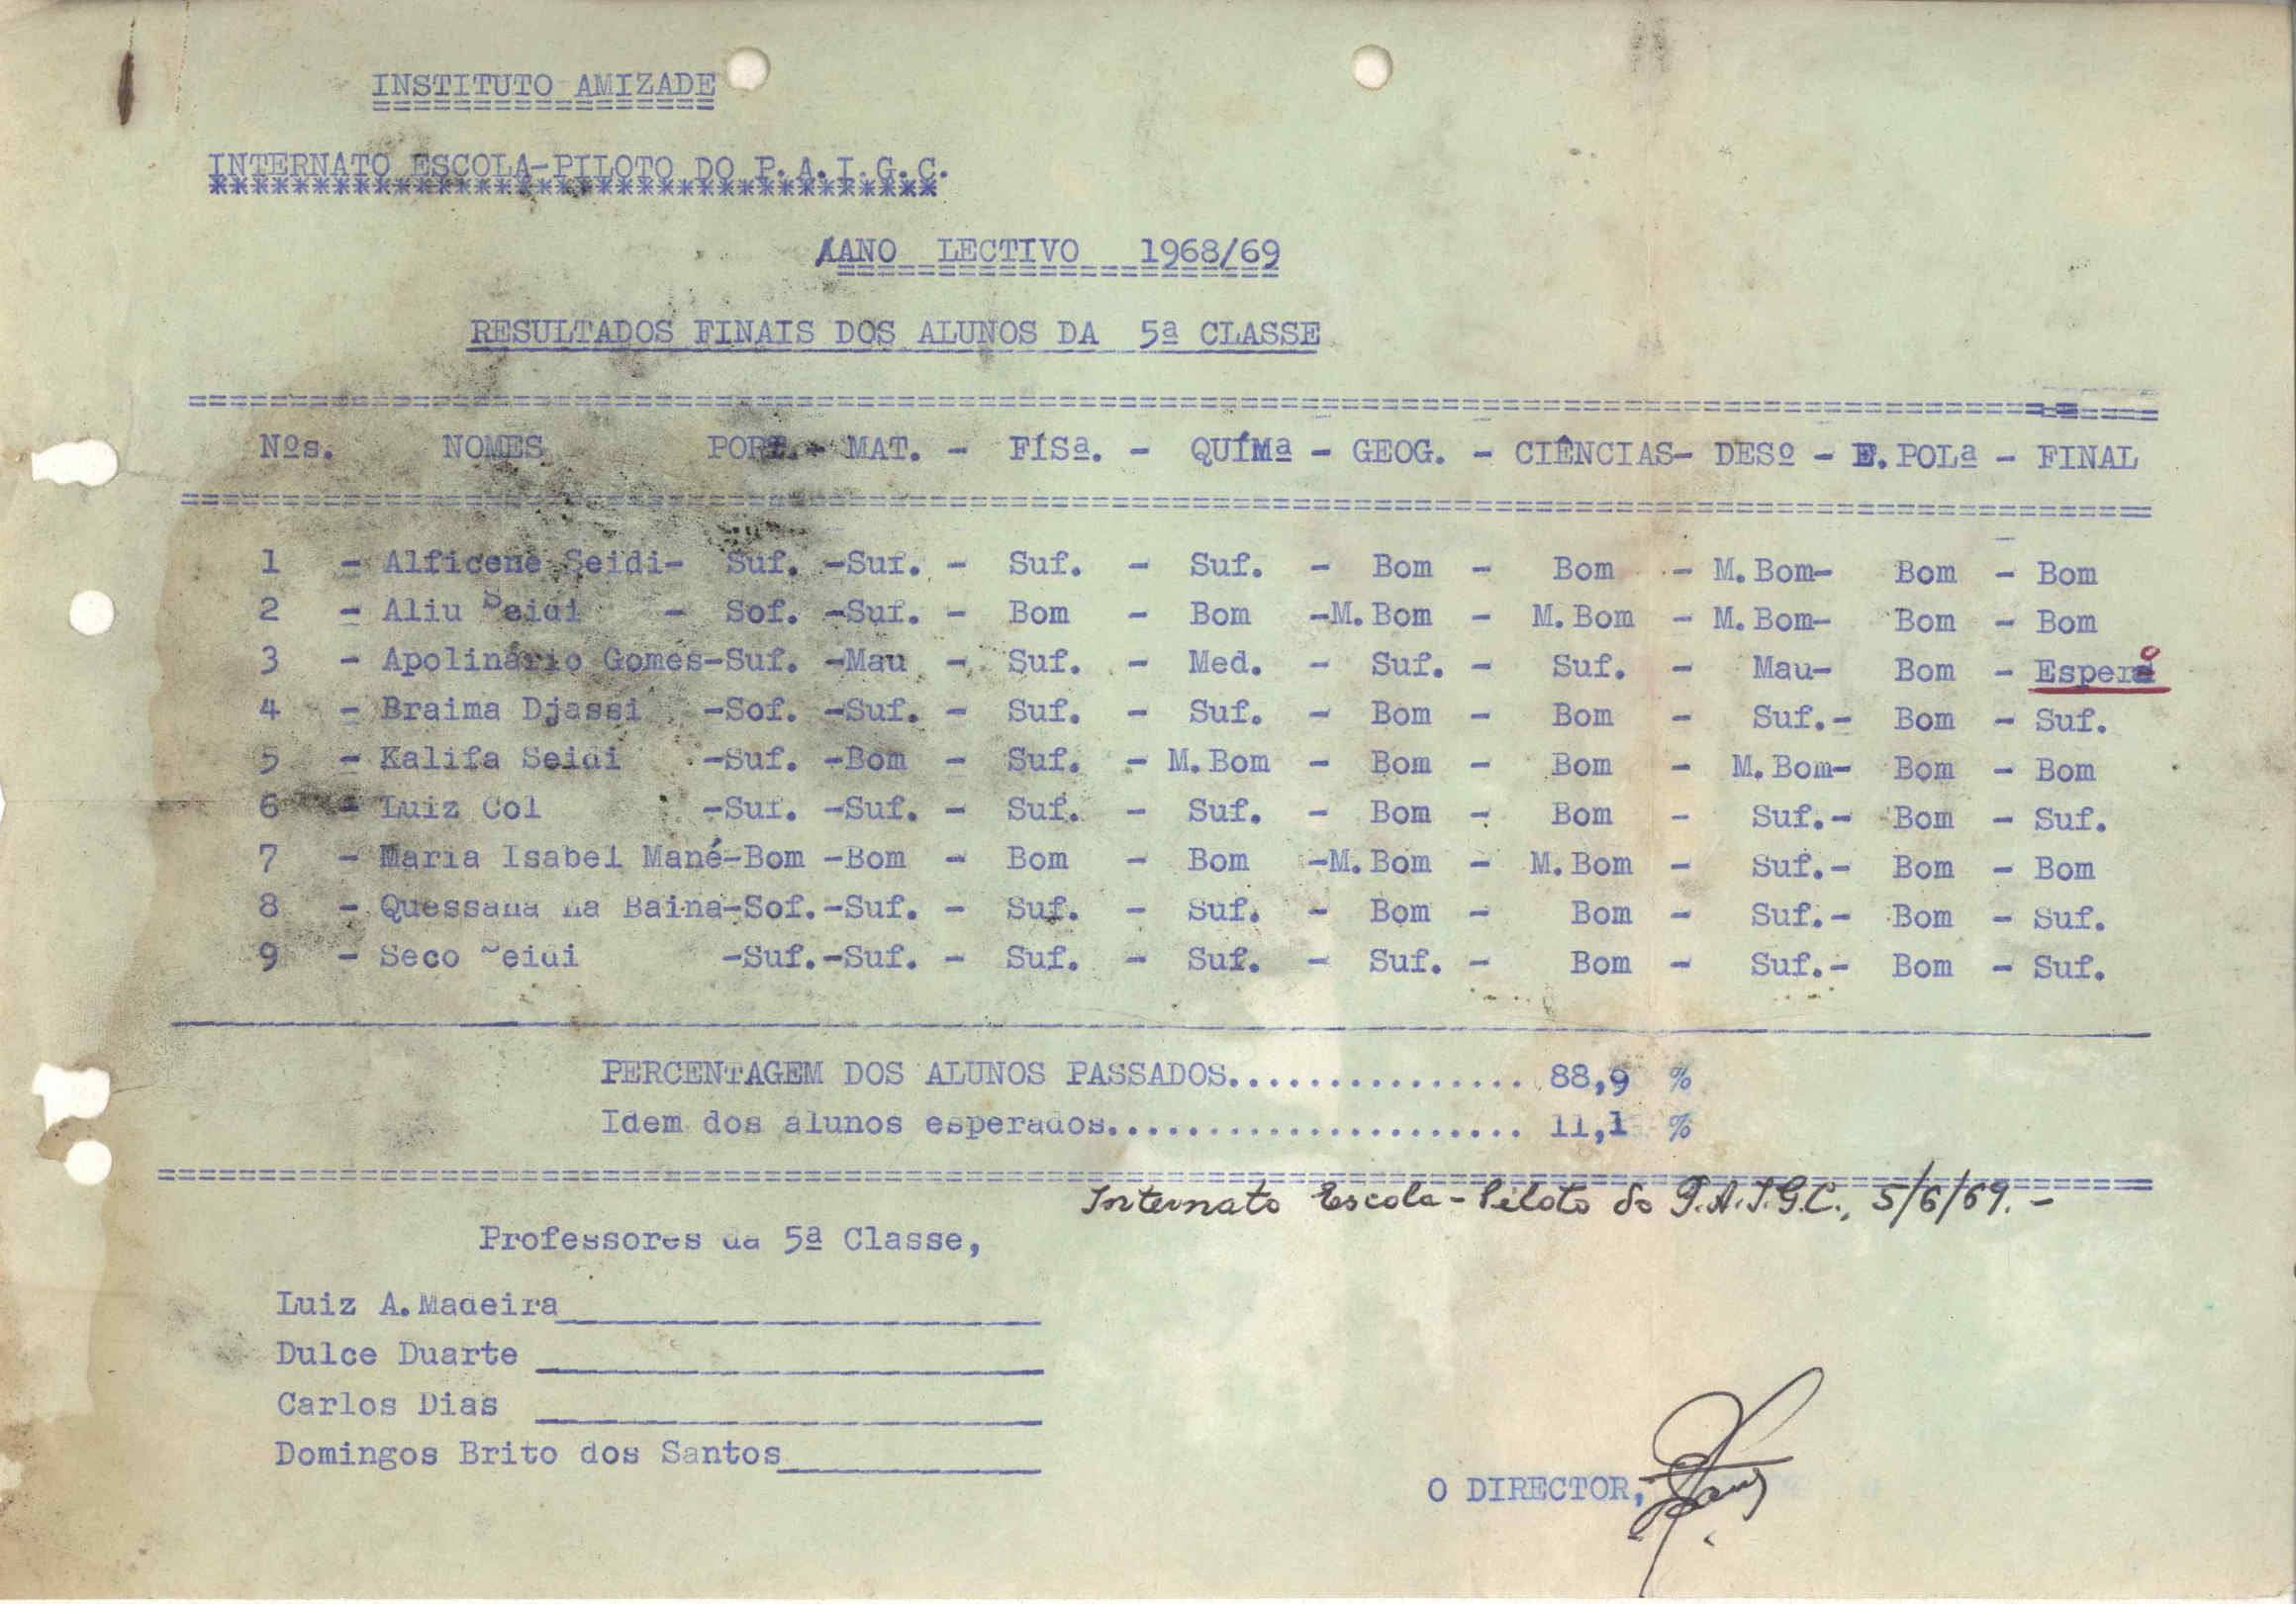 INSTITUTO AMIZADE
INTERNATO ESCOLA-PILOTO DO P.A.I.G.C.
AANO LECTIVO 1968/69
RESULTADOS FINAIS DOS ALUNOS DA 5ª CLASSE
Nºs. NOMES PORT.- MAT. - FÍSª. - QUÍMª - GEOG. - CIÊNCIAS- DESº - E.POLª - FINAL
1 - Alficene Seidi- Suf. -Suf. - Suf. - Suf. - Bom - Bom - M.Bom- Bom - Bom
2 - Aliu Seidi - Sof. -Suf. - Bom - Bom -M.Bom - M.Bom - M.Bom- Bom - Bom
3 - Apolinário Gomes-Suf. -Mau - Suf. - Med. - Suf. - Suf. - Mau- Bom - Esperº
4 - Braima Djassi -Sof. -Suf. - Suf. - Suf. - Bom - Bom - Suf.- Bom - Suf.
5 - Kalifa Seidi -Suf. -Bom - Suf. - M.Bom - Bom - Bom - M.Bom- Bom - Bom
6 - Luiz Col -Suf. -Suf. - Suf. - Suf. - Bom - Bom - Suf.- Bom - Suf.
7 - Maria Isabel Mané-Bom -Bom - Bom - Bom -M.Bom - M.Bom - Suf.- Bom - Bom
8 - Quessana na Baina-Sof.-Suf. - Suf. - Suf. - Bom - Bom - Suf.- Bom - Suf.
9 - Seco Seidi -Suf.-Suf. - Suf. - Suf. - Suf. - Bom - Suf.- Bom - Suf.
PERCENTAGEM DOS ALUNOS PASSADOS............... 88,9 %
Idem dos alunos esperados..................... 11,1 %
Internato Escola-Piloto do P.A.I.G.C., 5/6/69.-
Professores da 5ª Classe,
Luiz A.Madeira
Dulce Duarte
Carlos Dias
Domingos Brito dos Santos
O DIRECTOR,